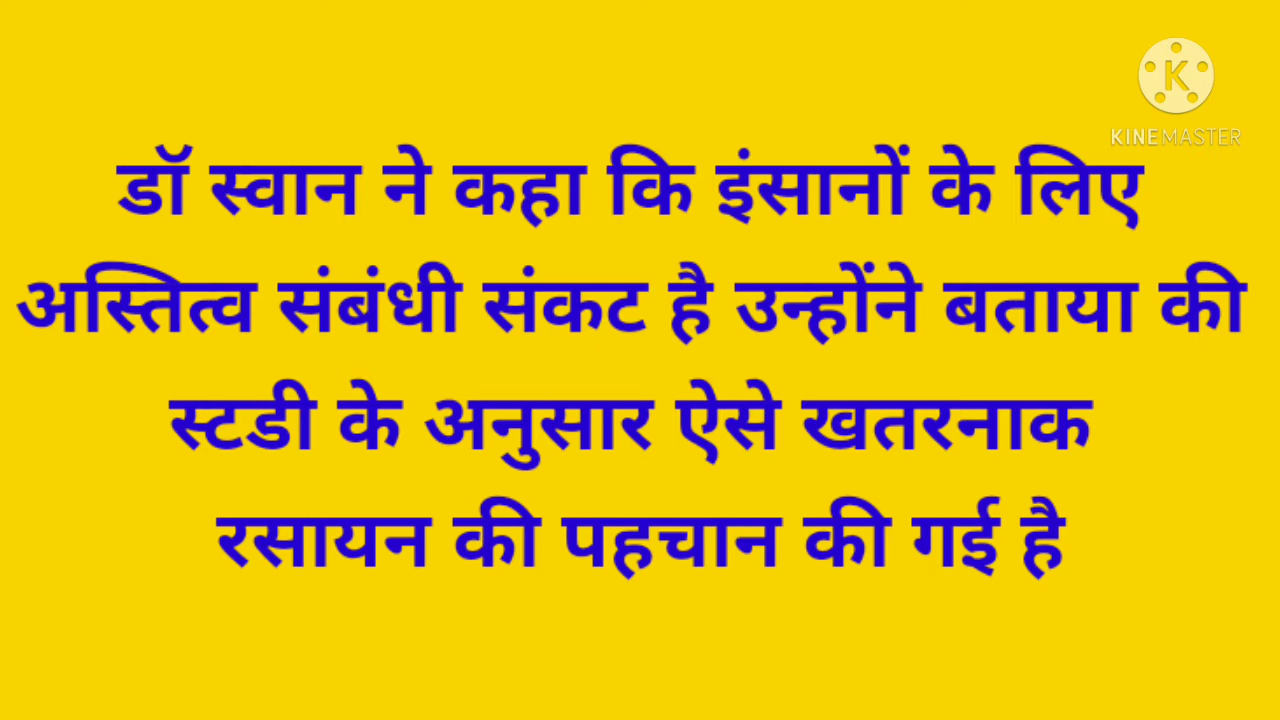 K
KINEMASTER
डॉ स्वान ने कहा कि इंसानों के लिए
अस्तित्व संबंधी संकट है उन्होंने बताया की
स्टडी के अनुसार ऐसे खतरनाक
रसायन की पहचान की गई है